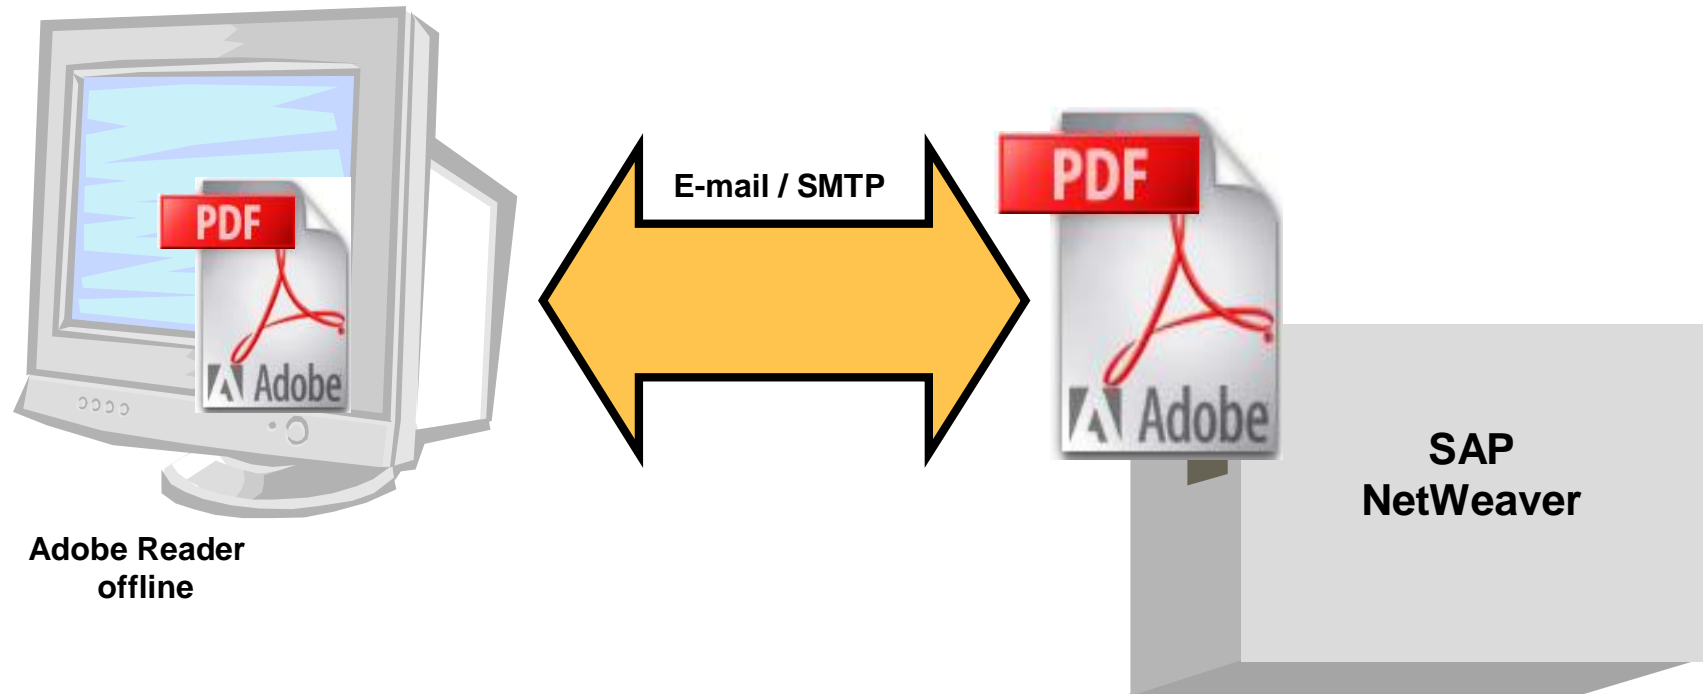 PDF
Adobe
Adobe Reader
offline
E-mail / SMTP
PDF
Adobe
SAP
NetWeaver